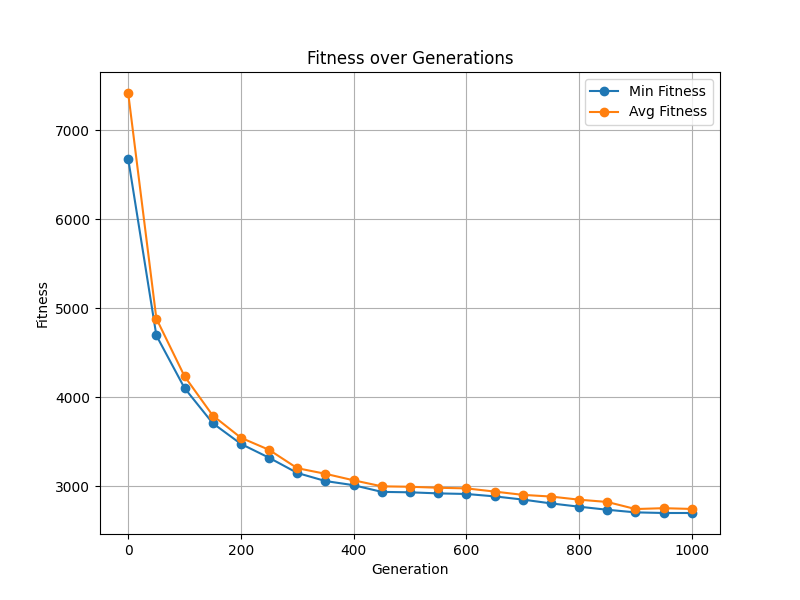 Fitness over Generations
Min Fitness
Avg Fitness
7000
6000
5000
4000
3000
Fitness
0 200 400 600 800 1000
Generation